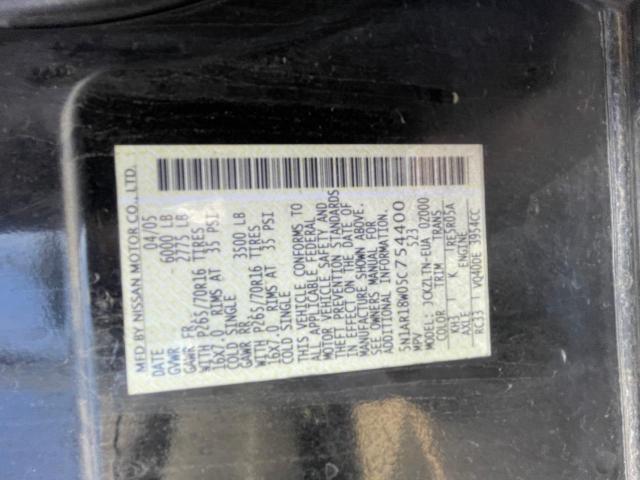 MFD BY NISSAN MOTOR CO., LTD.
DATE 04/05
GVWR 6000 LB
GAWR FR 2775 LB
WITH P265/70R16 TIRES
16X7.0 RIMS AT 35 PSI
COLD SINGLE
GAWR RR 3500 LB
WITH P265/70R16 TIRES
16X7.0 RIMS AT 35 PSI
COLD SINGLE
THIS VEHICLE CONFORMS TO
ALL APPLICABLE FEDERAL
MOTOR VEHICLE SAFETY AND
THEFT PREVENTION STANDARDS
IN EFFECT ON THE DATE OF
MANUFACTURE SHOWN ABOVE.
SEE OWNERS MANUAL FOR
ADDITIONAL INFORMATION.
5N1AR18W05C754400
MPV 523
MODEL: JCKZLTN-EUA 02000
COLOR TRIM TRANS
KH3 K RE5R05A
AXLE ENGINE
RC33 VQ40DE 3954CC